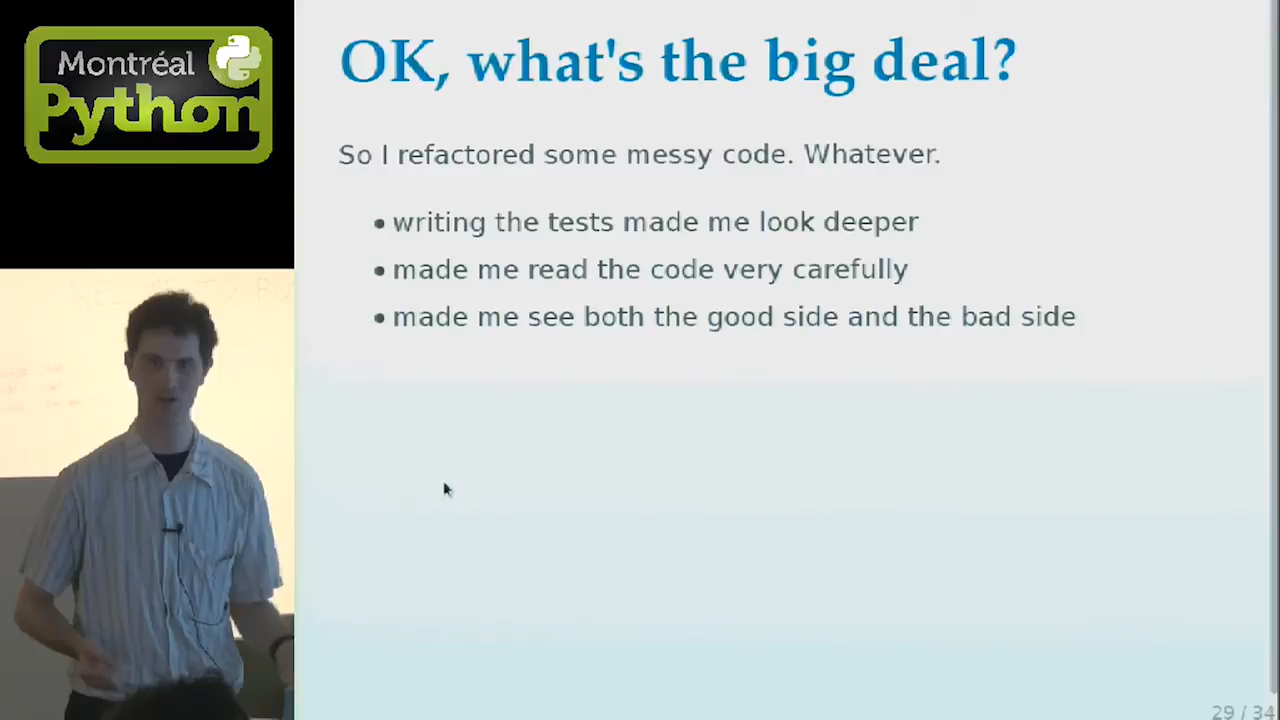 Montréal
Python
OK, what's the big deal?
So I refactored some messy code. Whatever.
• writing the tests made me look deeper
• made me read the code very carefully
• made me see both the good side and the bad side
29 / 34